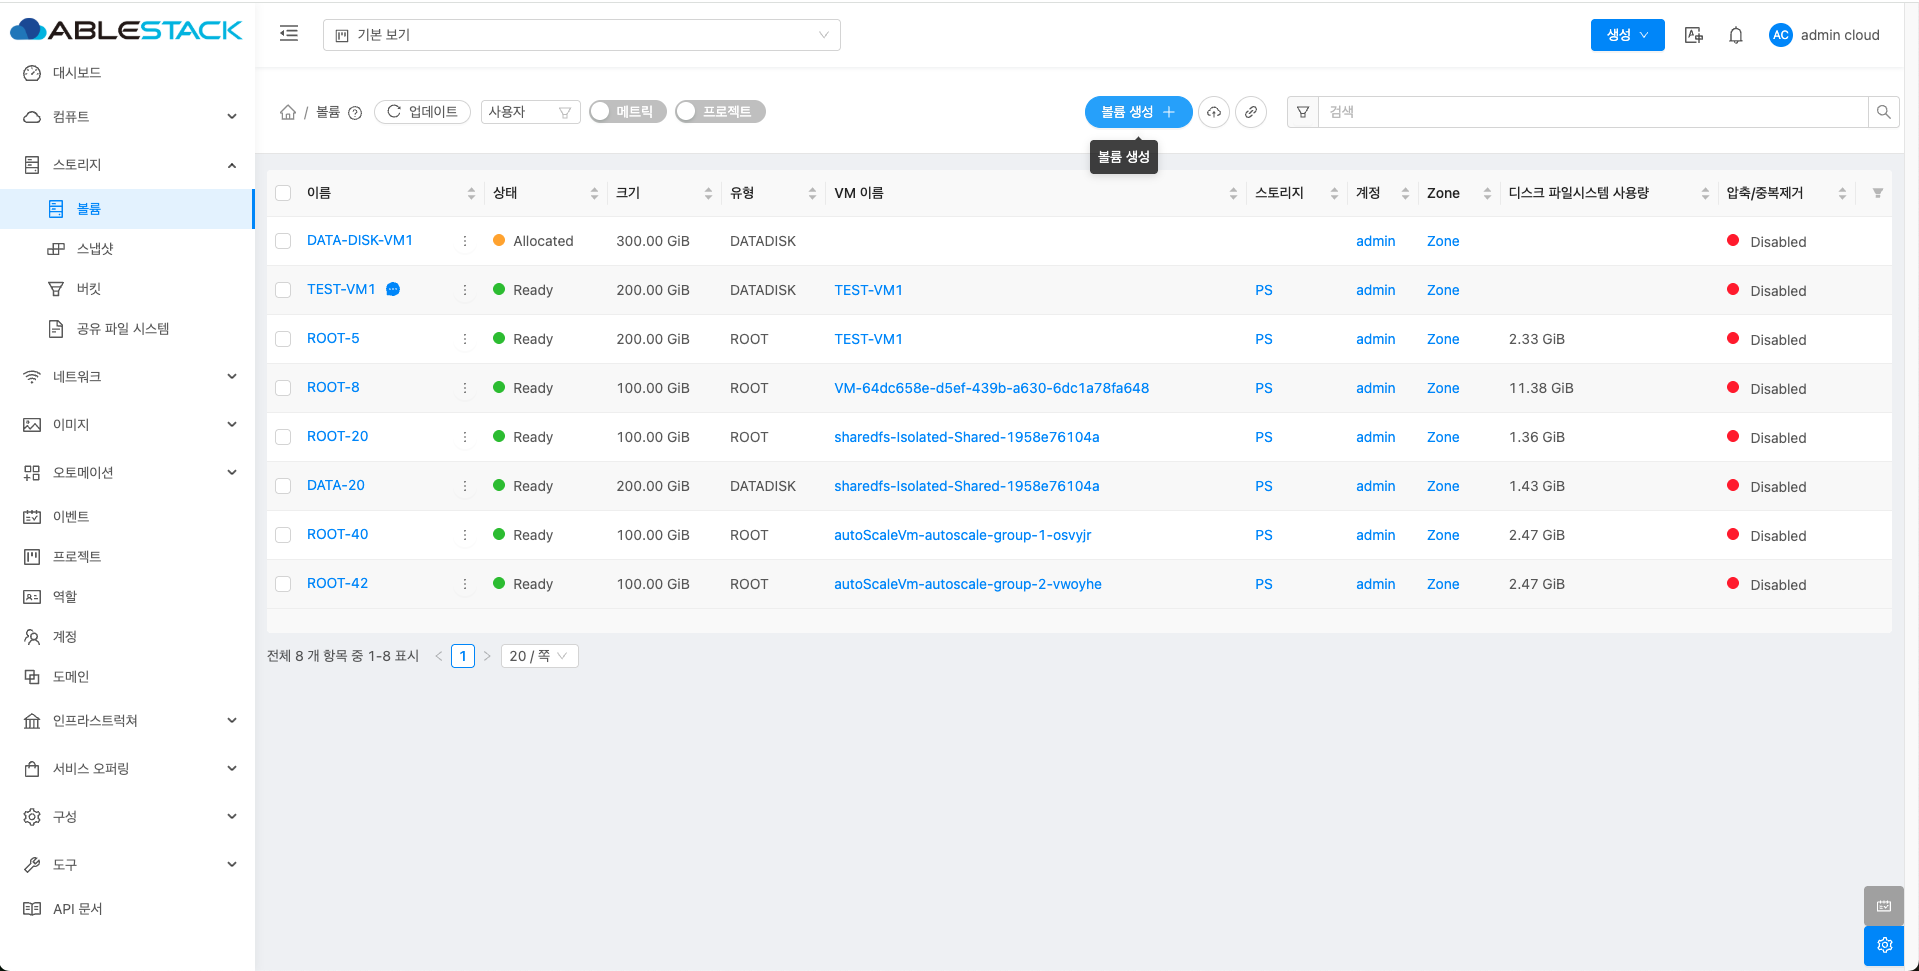 ABLESTACK
기본 보기
생성
AC admin cloud
대시보드
컴퓨트
스토리지
볼륨
스냅샷
버킷
공유 파일 시스템
네트워크
이미지
오토메이션
이벤트
프로젝트
역할
계정
도메인
인프라스트럭쳐
서비스 오퍼링
구성
도구
API 문서
/ 볼륨 업데이트 사용자 메트릭 프로젝트 볼륨 생성 + 검색
볼륨 생성
이름 상태 크기 유형 VM 이름 스토리지 계정 Zone 디스크 파일시스템 사용량 압축/중복제거
DATA-DISK-VM1 Allocated 300.00 GiB DATADISK admin Zone Disabled
TEST-VM1 Ready 200.00 GiB DATADISK TEST-VM1 PS admin Zone Disabled
ROOT-5 Ready 200.00 GiB ROOT TEST-VM1 PS admin Zone 2.33 GiB Disabled
ROOT-8 Ready 100.00 GiB ROOT VM-64dc658e-d5ef-439b-a630-6dc1a78fa648 PS admin Zone 11.38 GiB Disabled
ROOT-20 Ready 100.00 GiB ROOT sharedfs-Isolated-Shared-1958e76104a PS admin Zone 1.36 GiB Disabled
DATA-20 Ready 200.00 GiB DATADISK sharedfs-Isolated-Shared-1958e76104a PS admin Zone 1.43 GiB Disabled
ROOT-40 Ready 100.00 GiB ROOT autoScaleVm-autoscale-group-1-osvyjr PS admin Zone 2.47 GiB Disabled
ROOT-42 Ready 100.00 GiB ROOT autoScaleVm-autoscale-group-2-vwoyhe PS admin Zone 2.47 GiB Disabled
전체 8 개 항목 중 1-8 표시 < 1 > 20 / 쪽